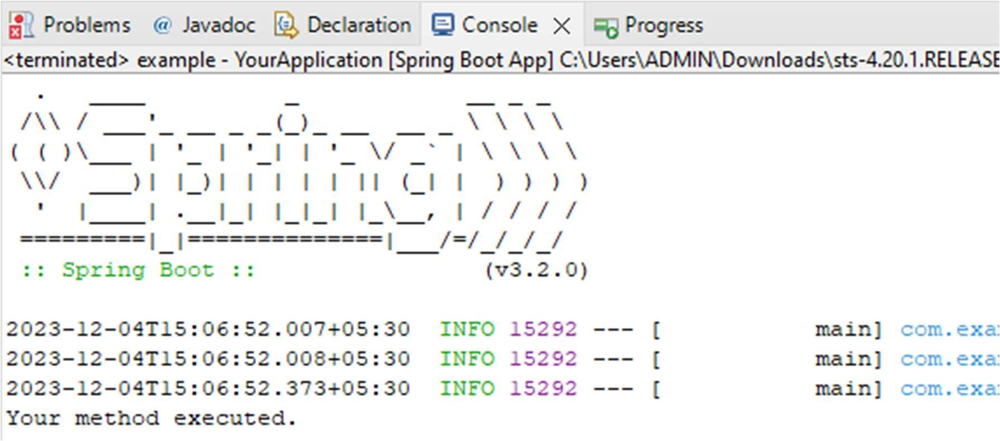 Problems @ Javadoc Declaration Console Progress
<terminated> example - YourApplication [Spring Boot App] C:\Users\ADMIN\Downloads\sts-4.20.1.RELEASE
  .   ____          _            __ _ _
 /\\ / ___'_ __ _ _(_)_ __  __ _ \ \ \ \
( ( )\___ | '_ | '_| | '_ \/ _` | \ \ \ \
 \\/  ___)| |_)| | | | | || (_| |  ) ) ) )
  '  |____| .__|_| |_|_| |_\__, | / / / /
 =========|_|==============|___/=/_/_/_/
 :: Spring Boot ::                (v3.2.0)
2023-12-04T15:06:52.007+05:30  INFO 15292 --- [           main] com.exa
2023-12-04T15:06:52.008+05:30  INFO 15292 --- [           main] com.exa
2023-12-04T15:06:52.373+05:30  INFO 15292 --- [           main] com.exa
Your method executed.